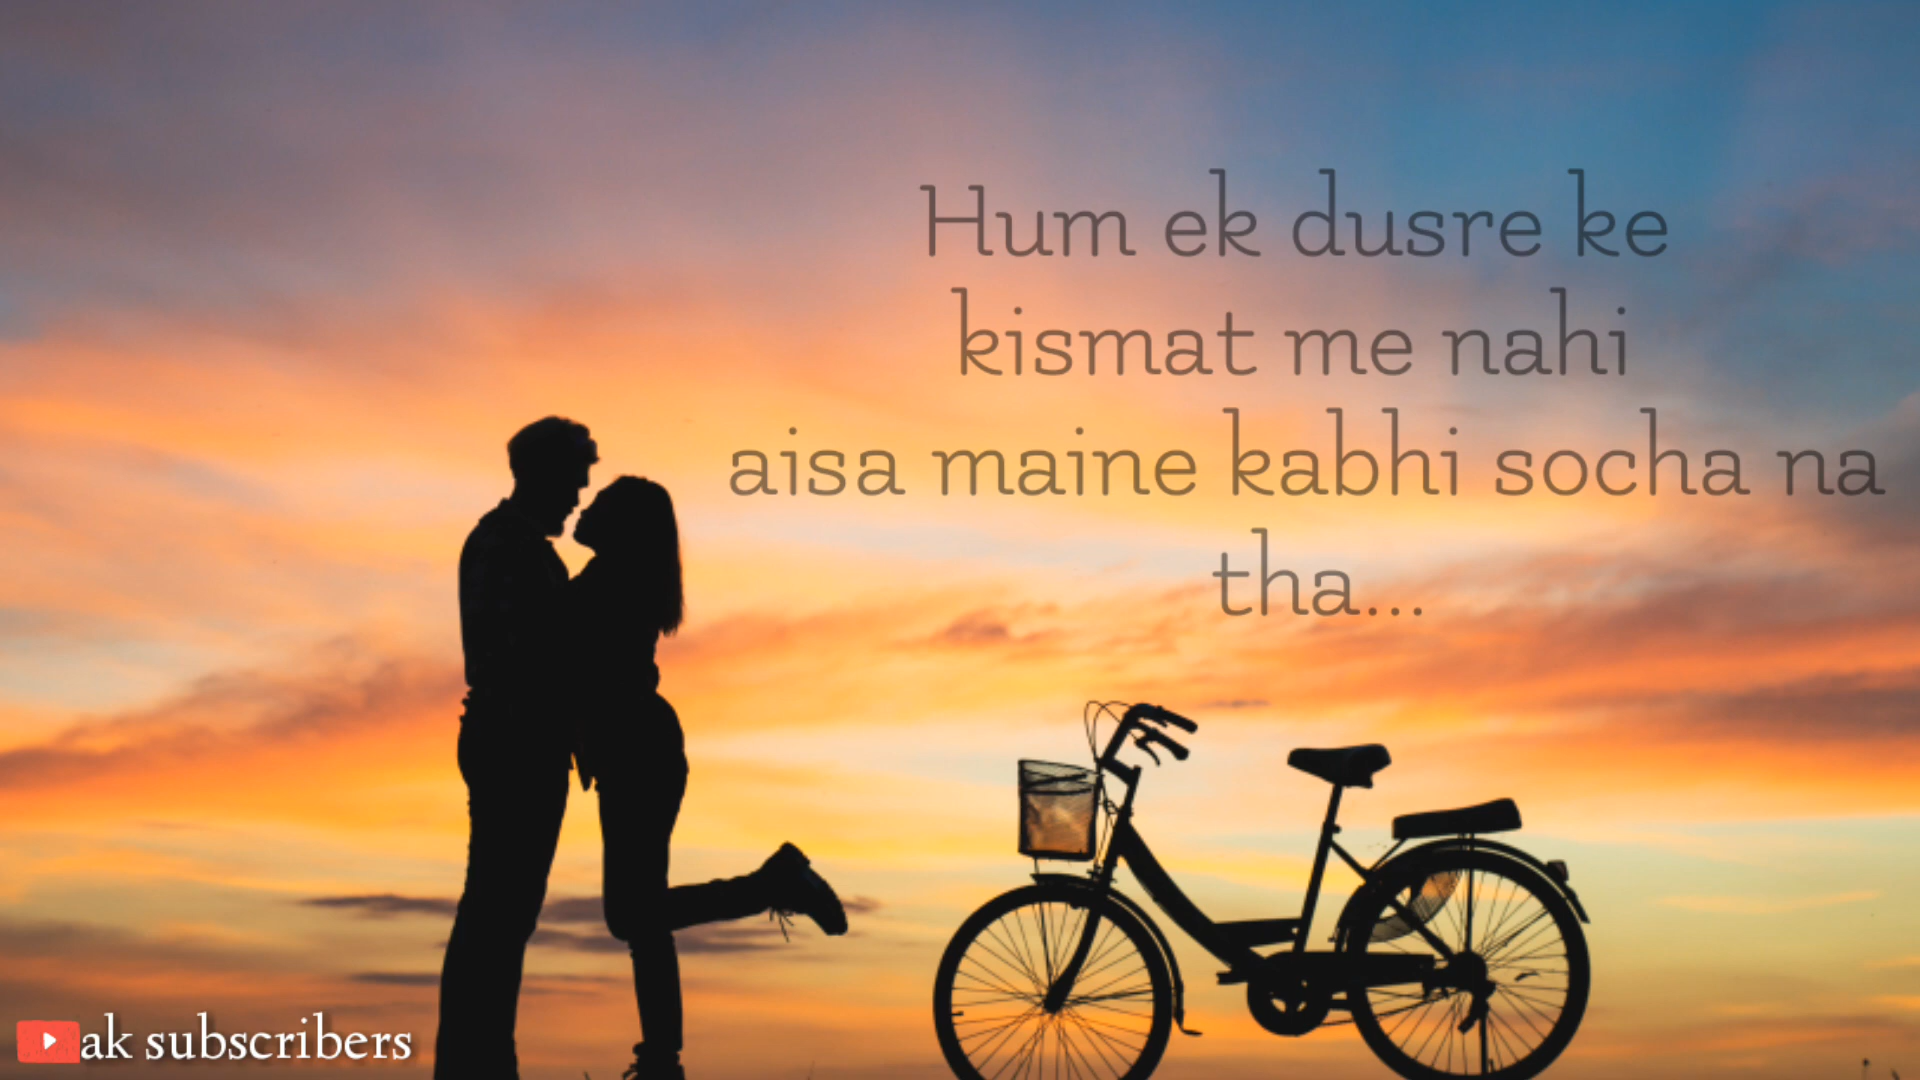 Hum ek dusre ke
kismat me nahi
aisa maine kabhi socha na
tha...
ak subscribers